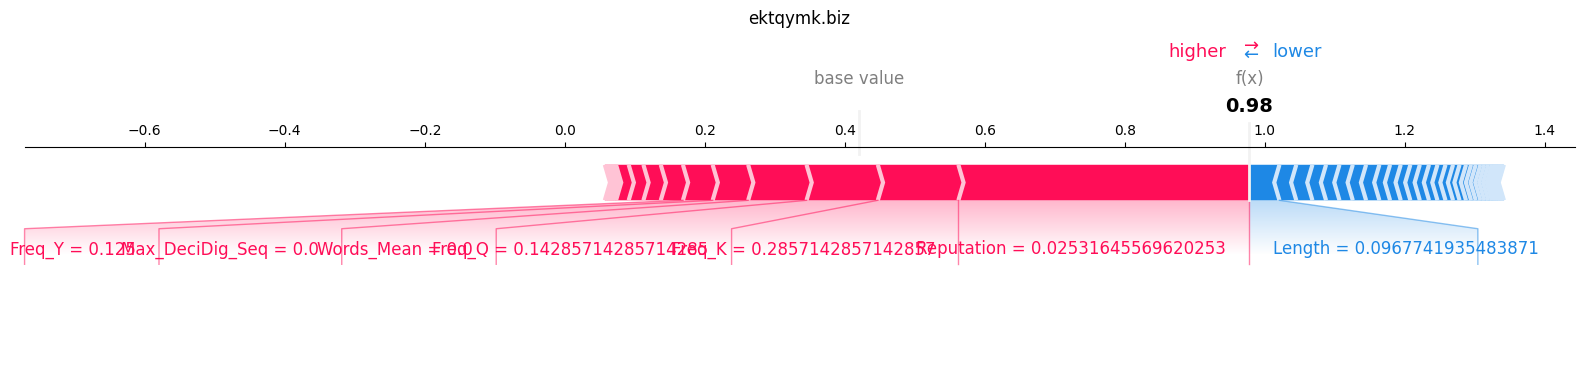 ektqymk.biz
higher ⇄ lower
base value
f(x)
0.98
−0.6 −0.4 −0.2 0.0 0.2 0.4 0.6 0.8 1.0 1.2 1.4
Freq_Y = 0.125 Max_DeciDig_Seq = 0.0 Words_Mean = 0.0 Freq_Q = 0.14285714285714285 Freq_K = 0.2857142857142857 Reputation = 0.02531645569620253 Length = 0.0967741935483871